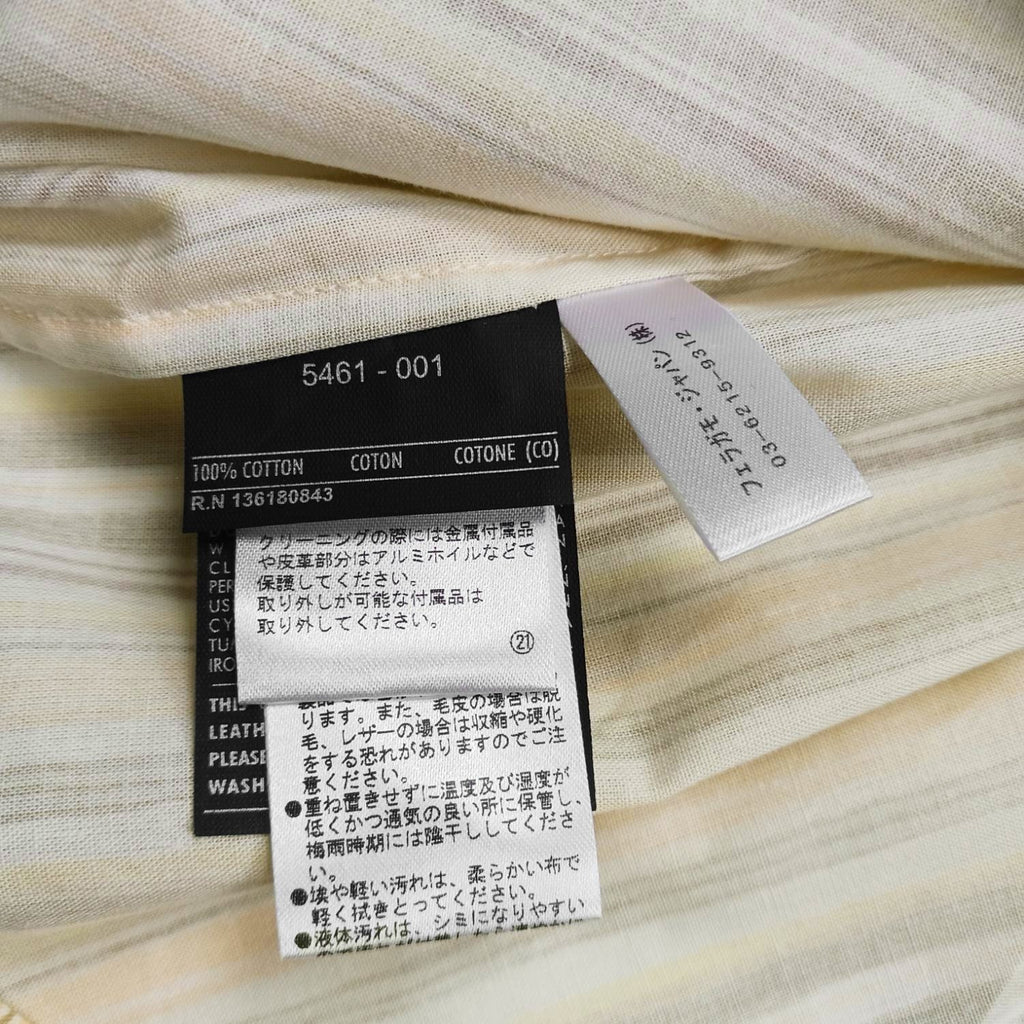 5461 - 001
100% COTTON COTON COTONE (CO)
R.N 136180843
フェラガモ・ジャパン (株)
03-6215-9312
W
CL
PER
US
CY
TU
IRO
THIS
LEATH
PLEASE
WASH
クリーニングの際には金属付属品
や皮革部分はアルミホイルなどで
保護してください。
取り外しが可能な付属品は
取り外してください。
㉑
ります。また、毛皮の場合は脱
毛、レザーの場合は収縮や硬化
をする恐れがありますのでご注
意ください。
●重ね置きせずに温度及び湿度が
低くかつ通気の良い所に保管し、
梅雨時期には陰干ししてくださ
い。
●埃や軽い汚れは、柔らかい布で
軽く拭きとってください。
●液体汚れは、シミになりやすい